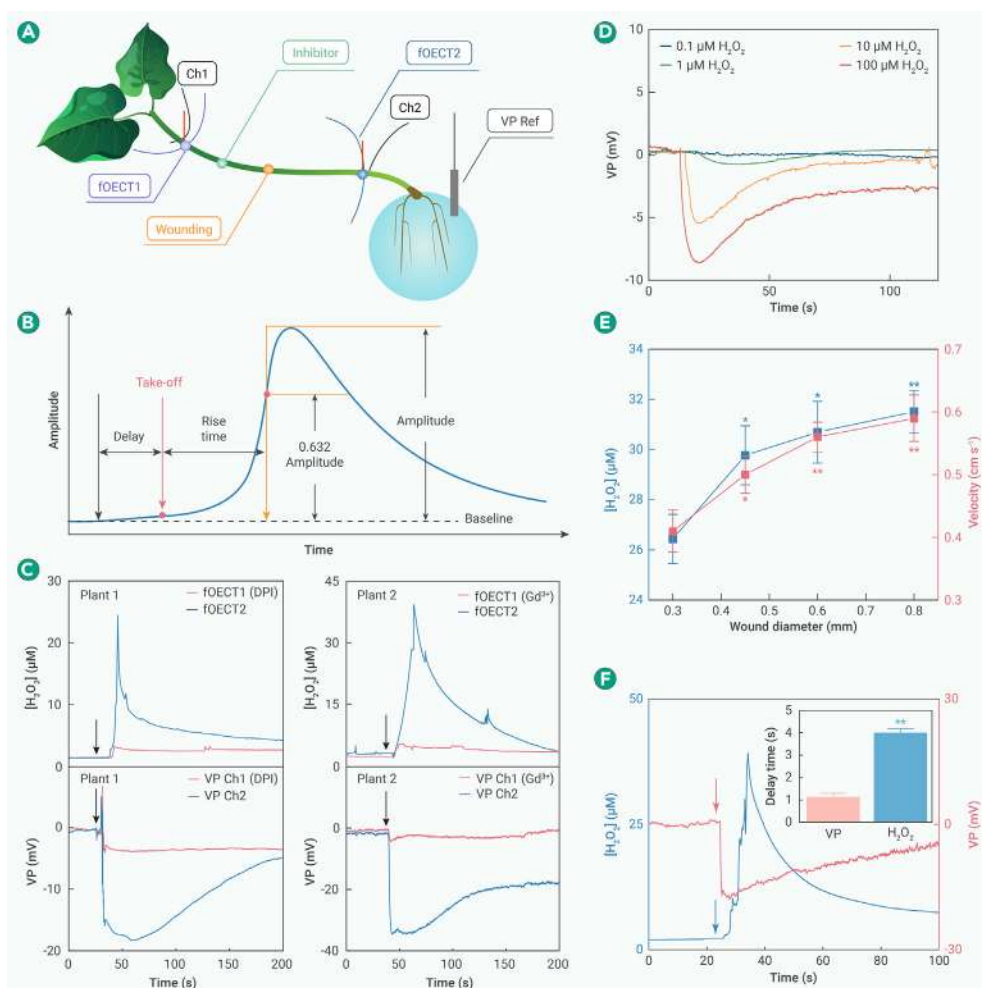 A
Ch1
Inhibitor
fOECT2
Ch2
VP Ref
fOECT1
Wounding
B
Take-off
Delay
Rise
time
0.632
Amplitude
Amplitude
Baseline
Amplitude
Time
C
30
20
10
0
[H₂O₂] (µM)
Plant 1
fOECT1 (DPI)
fOECT2
45
30
15
0
[H₂O₂] (µM)
Plant 2
fOECT1 (Gd³⁺)
fOECT2
0
-10
-20
VP (mV)
Plant 1
VP Ch1 (DPI)
VP Ch2
0 50 100 150 200
Time (s)
0
-20
-40
VP (mV)
Plant 2
VP Ch1 (Gd³⁺)
VP Ch2
0 50 100 150 200
Time (s)
D
0.1 µM H₂O₂
1 µM H₂O₂
10 µM H₂O₂
100 µM H₂O₂
10
5
0
-5
-10
VP (mV)
0 50 100
Time (s)
E
34
32
30
28
26
24
[H₂O₂] (µM)
* * **
* ** **
0.7
0.6
0.5
0.4
0.3
Velocity (cm s⁻¹)
0.3 0.4 0.5 0.6 0.7 0.8
Wound diameter (mm)
F
50
25
0
[H₂O₂] (µM)
5
4
3
2
1
0
Delay time (s)
**
VP H₂O₂
30
0
-30
VP (mV)
0 20 40 60 80 100
Time (s)